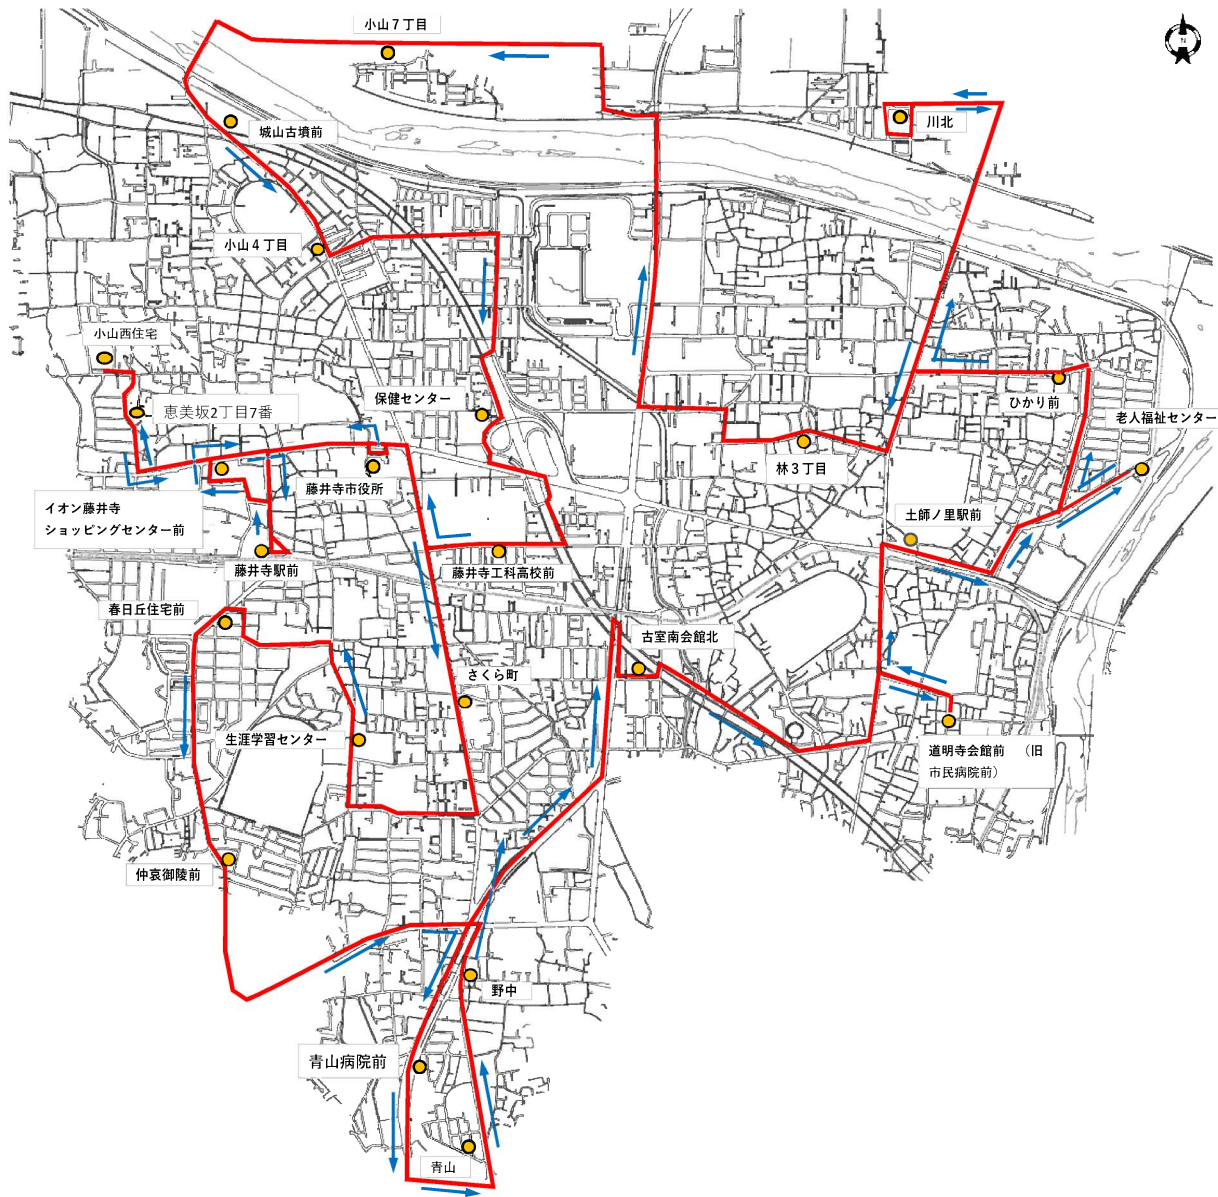 小山７丁目
N
川北
城山古墳前
小山４丁目
小山西住宅
恵美坂2丁目7番
保健センター
ひかり前
老人福祉センター
林３丁目
藤井寺市役所
イオン藤井寺
ショッピングセンター前
土師ノ里駅前
藤井寺駅前
藤井寺工科高校前
春日丘住宅前
古室南会館北
さくら町
生涯学習センター
道明寺会館前 （旧
市民病院前）
仲哀御陵前
野中
青山病院前
青山